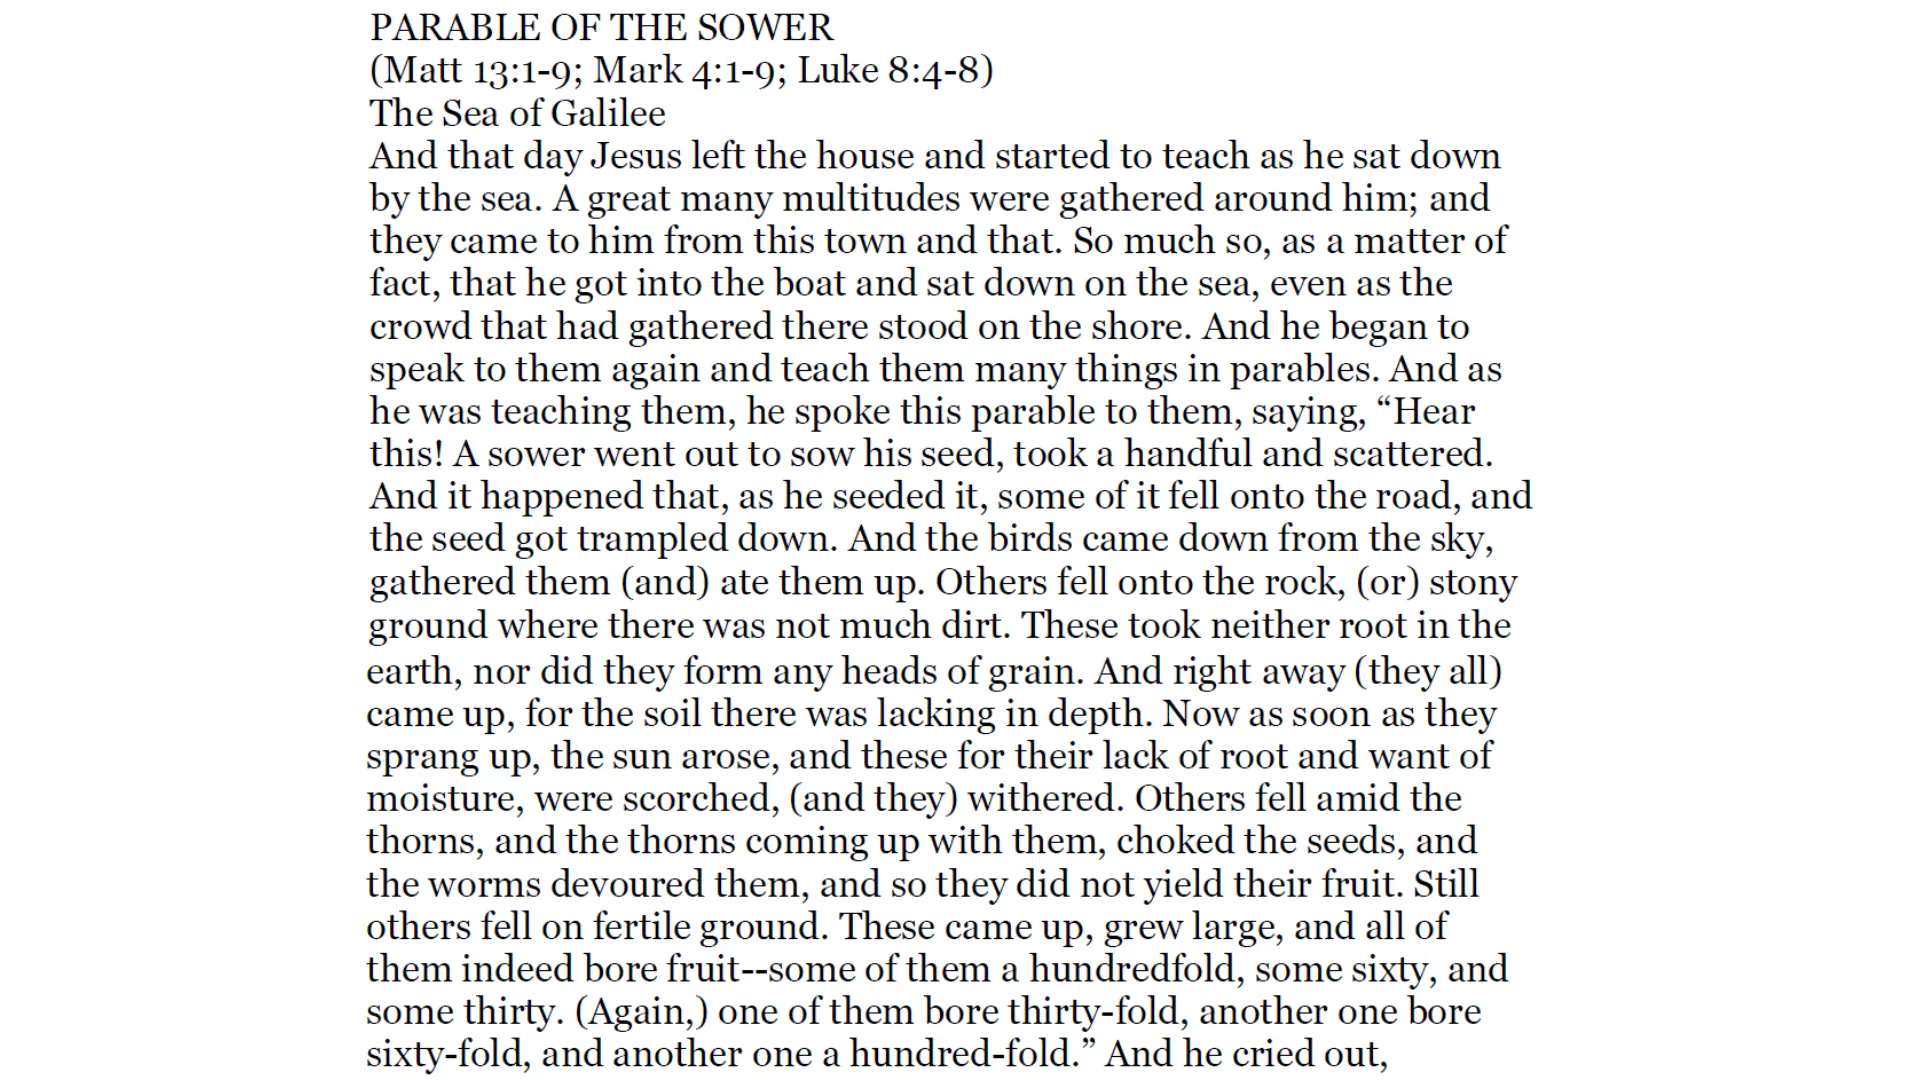 PARABLE OF THE SOWER
(Matt 13:1-9; Mark 4:1-9; Luke 8:4-8)
The Sea of Galilee
And that day Jesus left the house and started to teach as he sat down
by the sea. A great many multitudes were gathered around him; and
they came to him from this town and that. So much so, as a matter of
fact, that he got into the boat and sat down on the sea, even as the
crowd that had gathered there stood on the shore. And he began to
speak to them again and teach them many things in parables. And as
he was teaching them, he spoke this parable to them, saying, “Hear
this! A sower went out to sow his seed, took a handful and scattered.
And it happened that, as he seeded it, some of it fell onto the road, and
the seed got trampled down. And the birds came down from the sky,
gathered them (and) ate them up. Others fell onto the rock, (or) stony
ground where there was not much dirt. These took neither root in the
earth, nor did they form any heads of grain. And right away (they all)
came up, for the soil there was lacking in depth. Now as soon as they
sprang up, the sun arose, and these for their lack of root and want of
moisture, were scorched, (and they) withered. Others fell amid the
thorns, and the thorns coming up with them, choked the seeds, and
the worms devoured them, and so they did not yield their fruit. Still
others fell on fertile ground. These came up, grew large, and all of
them indeed bore fruit--some of them a hundredfold, some sixty, and
some thirty. (Again,) one of them bore thirty-fold, another one bore
sixty-fold, and another one a hundred-fold.” And he cried out,